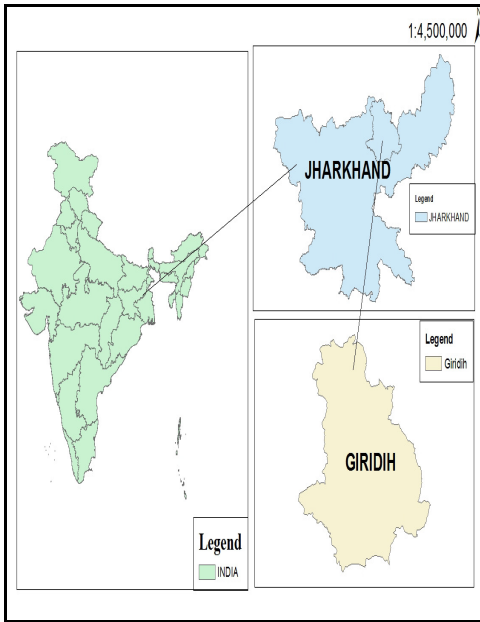 N
1:4,500,000
JHARKHAND
Legend
JHARKHAND
Legend
Giridih
GIRIDIH
Legend
INDIA